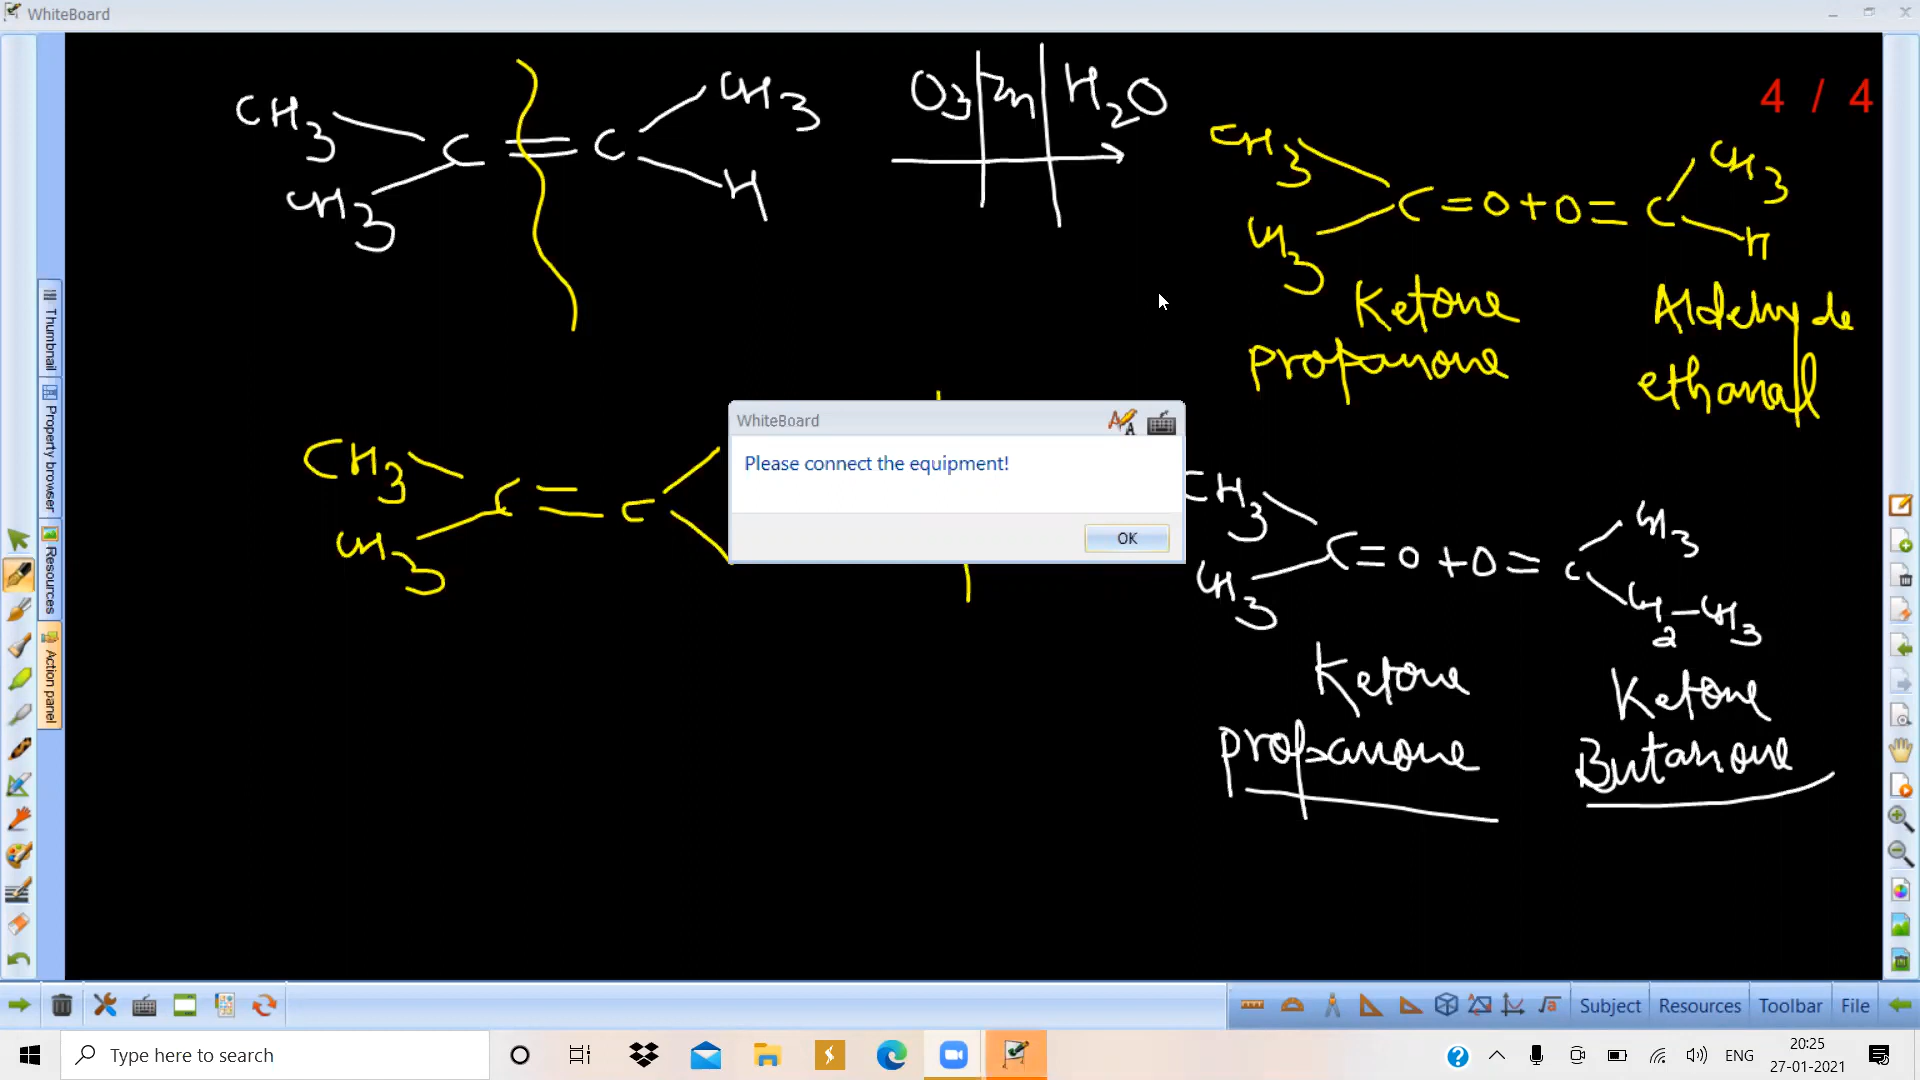 WhiteBoard
4 / 4
CH3
CH3
C = C
CH3
H
O3 Zn H2O
CH3
CH3
C = O + O = C
CH3
H
Ketone
propanone
Aldehyde
ethanal
CH3
CH3
C = C
WhiteBoard
Please connect the equipment!
OK
CH3
CH3
C = O + O = C
CH3
CH2-CH3
Ketone
propanone
Ketone
Butanone
Thumbnail
Property browser
Resources
Action panel
Subject
Resources
Toolbar
File
Type here to search
ENG
20:25
27-01-2021